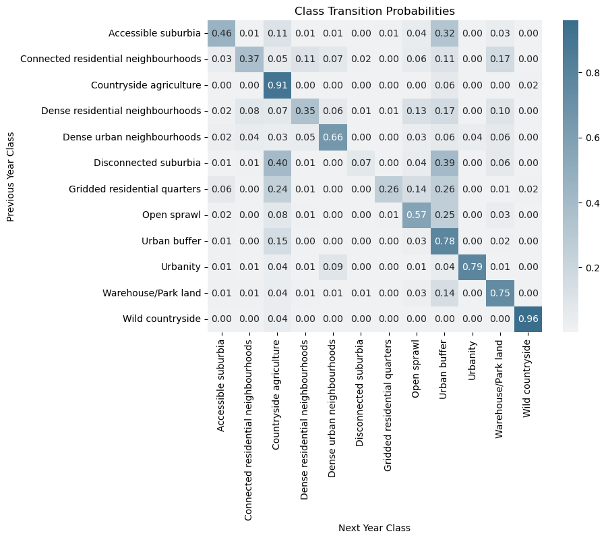 Class Transition Probabilities
Previous Year Class
Accessible suburbia 0.46 0.01 0.11 0.01 0.01 0.00 0.01 0.04 0.32 0.00 0.03 0.00
Connected residential neighbourhoods 0.03 0.37 0.05 0.11 0.07 0.02 0.00 0.06 0.11 0.00 0.17 0.00
Countryside agriculture 0.00 0.00 0.91 0.00 0.00 0.00 0.00 0.00 0.06 0.00 0.00 0.02
Dense residential neighbourhoods 0.02 0.08 0.07 0.35 0.06 0.01 0.01 0.13 0.17 0.00 0.10 0.00
Dense urban neighbourhoods 0.02 0.04 0.03 0.05 0.66 0.00 0.00 0.03 0.06 0.04 0.06 0.00
Disconnected suburbia 0.01 0.01 0.40 0.01 0.00 0.07 0.00 0.04 0.39 0.00 0.06 0.00
Gridded residential quarters 0.06 0.01 0.24 0.01 0.00 0.00 0.26 0.14 0.26 0.00 0.01 0.02
Open sprawl 0.02 0.00 0.08 0.01 0.00 0.00 0.01 0.57 0.25 0.00 0.03 0.00
Urban buffer 0.01 0.00 0.15 0.00 0.00 0.00 0.00 0.03 0.78 0.00 0.02 0.00
Urbanity 0.01 0.01 0.04 0.01 0.09 0.00 0.00 0.01 0.04 0.79 0.01 0.00
Warehouse/Park land 0.01 0.01 0.04 0.01 0.01 0.01 0.00 0.03 0.14 0.00 0.75 0.00
Wild countryside 0.00 0.00 0.04 0.00 0.00 0.00 0.00 0.00 0.00 0.00 0.00 0.96
0.8
0.6
0.4
0.2
Accessible suburbia
Connected residential neighbourhoods
Countryside agriculture
Dense residential neighbourhoods
Dense urban neighbourhoods
Disconnected suburbia
Gridded residential quarters
Open sprawl
Urban buffer
Urbanity
Warehouse/Park land
Wild countryside
Next Year Class